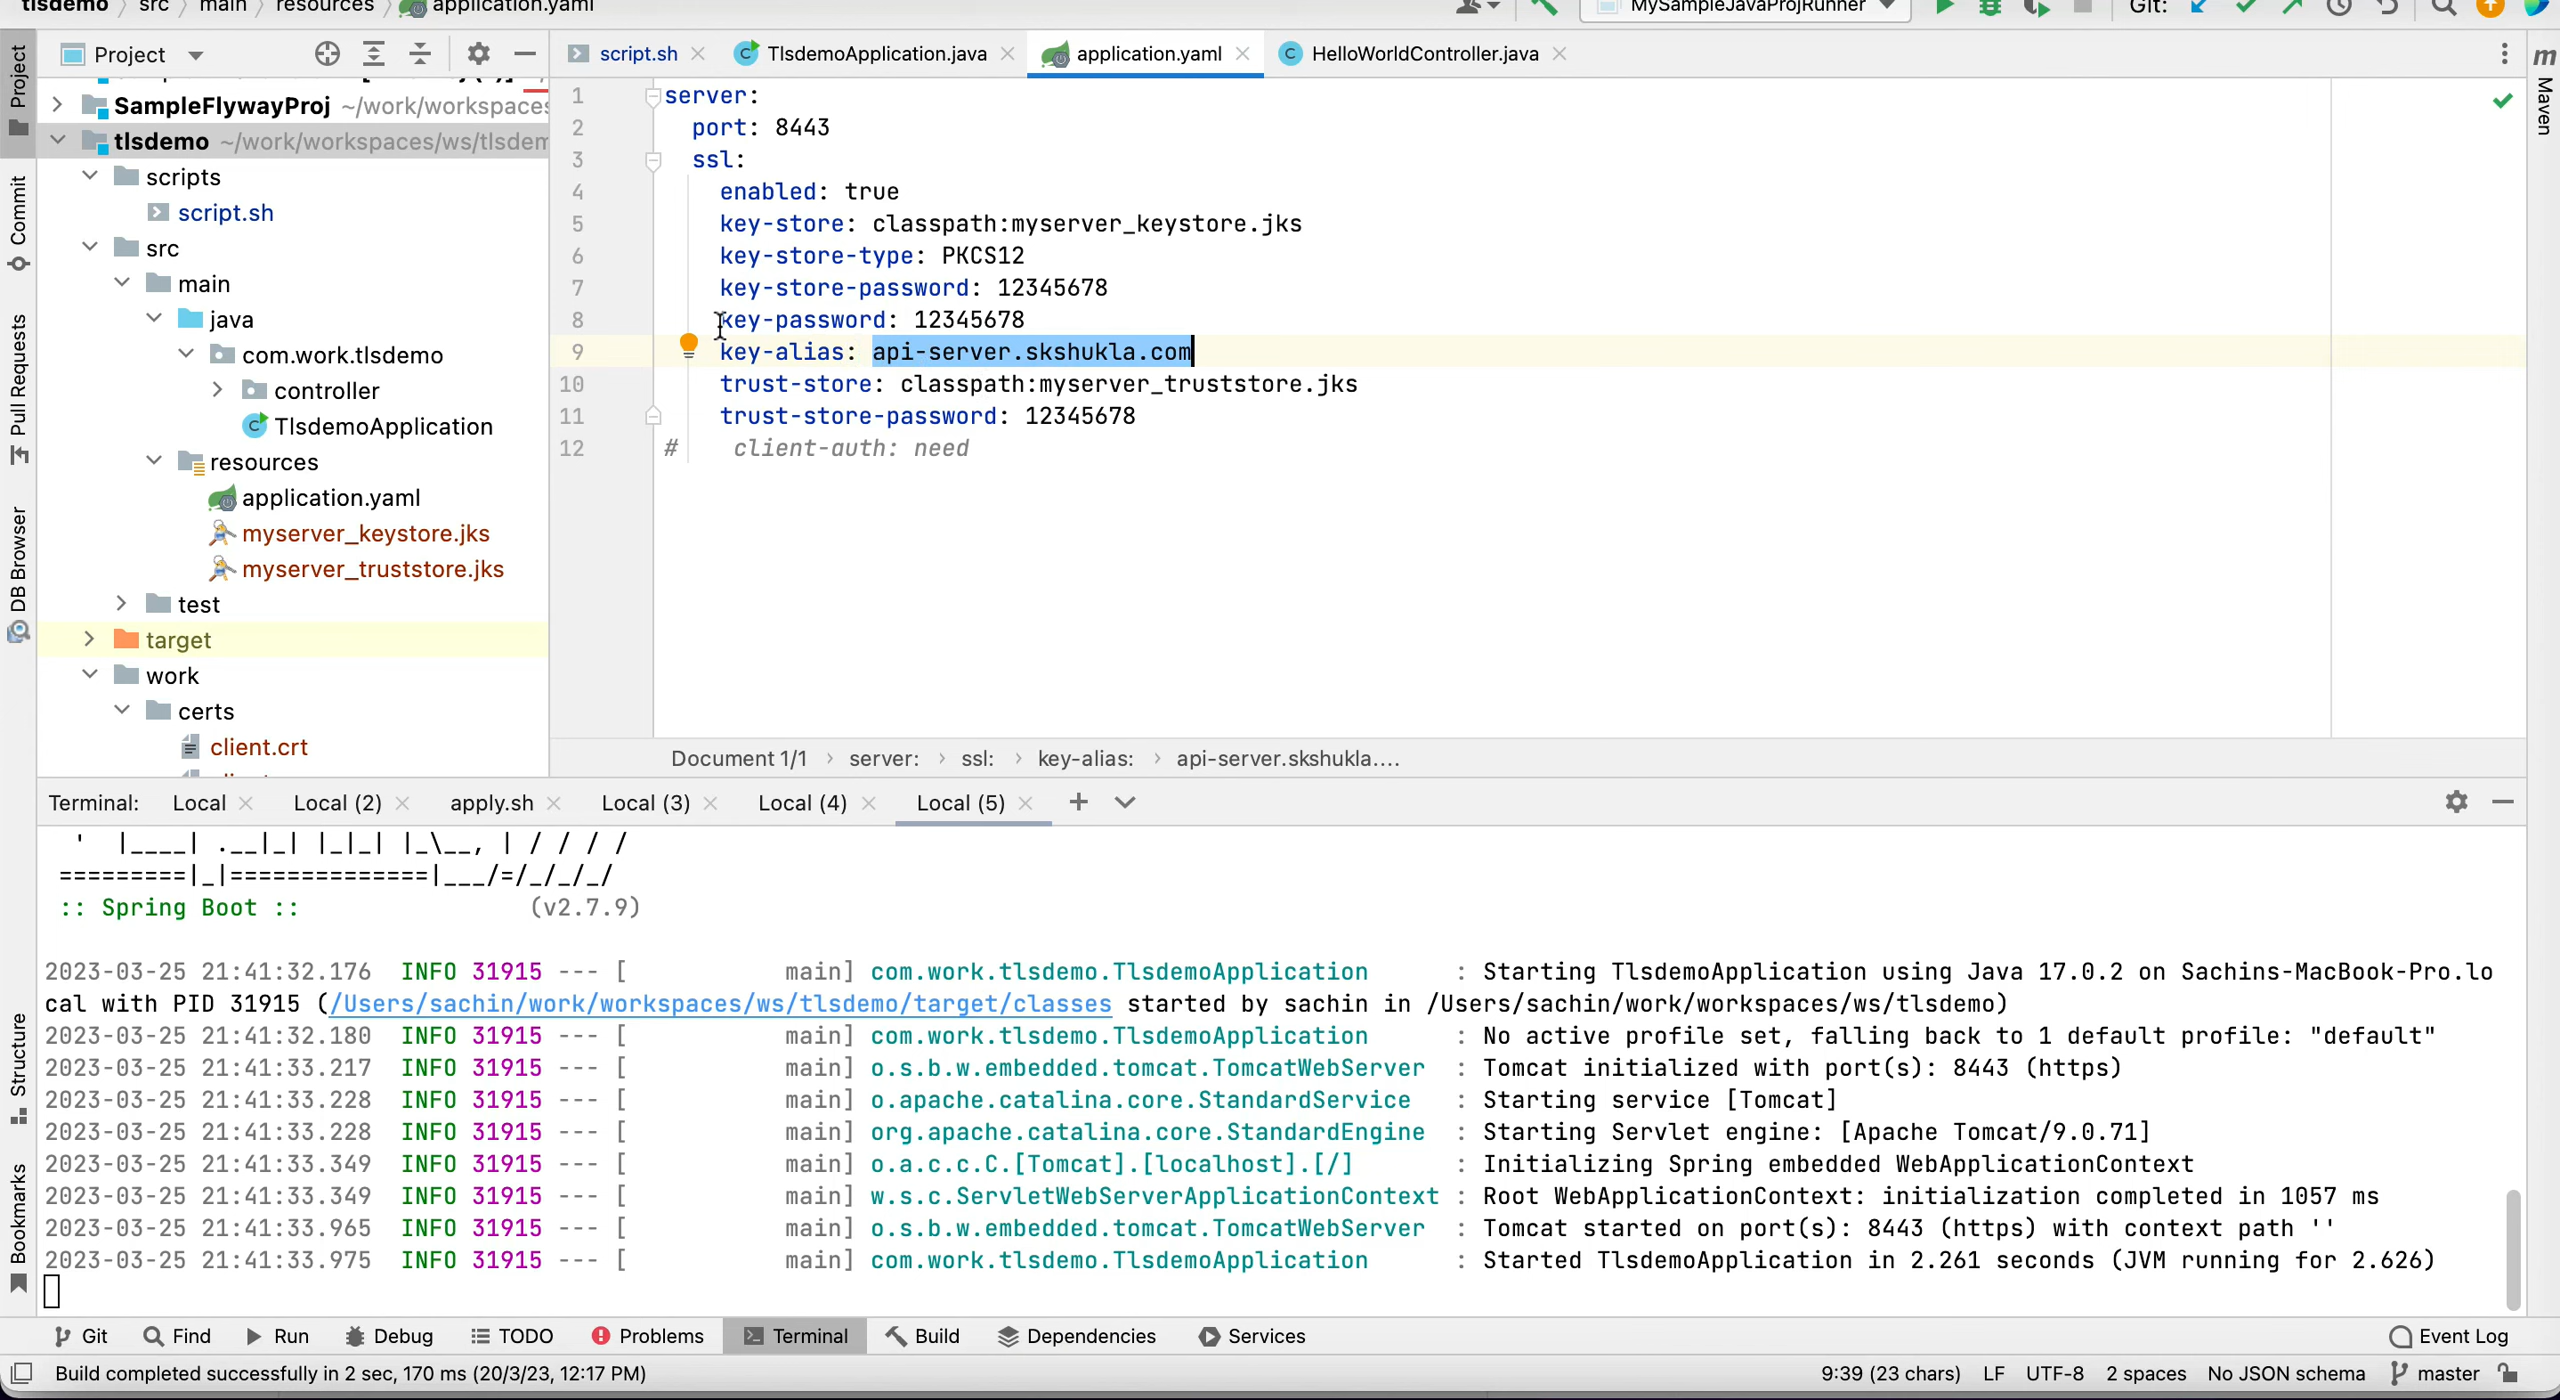 tlsdemo > src > main > resources > application.yaml
MySampleJavaProjRunner
Git:
Project
script.sh
TlsdemoApplication.java
application.yaml
HelloWorldController.java
SampleFlywayProj ~/work/workspaces
tlsdemo ~/work/workspaces/ws/tlsdem
scripts
script.sh
src
main
java
com.work.tlsdemo
controller
TlsdemoApplication
resources
application.yaml
myserver_keystore.jks
myserver_truststore.jks
test
target
work
certs
client.crt
1 server:
2 port: 8443
3 ssl:
4 enabled: true
5 key-store: classpath:myserver_keystore.jks
6 key-store-type: PKCS12
7 key-store-password: 12345678
8 key-password: 12345678
9 key-alias: api-server.skshukla.com
10 trust-store: classpath:myserver_truststore.jks
11 trust-store-password: 12345678
12 # client-auth: need
Document 1/1 > server: > ssl: > key-alias: > api-server.skshukla....
Project
Commit
Pull Requests
DB Browser
Structure
Bookmarks
m
Maven
Terminal: Local Local (2) apply.sh Local (3) Local (4) Local (5)
' |____| .__|_| |_|_| |_\__, | / / / /
=========|_|==============|___/=/_/_/_/
:: Spring Boot :: (v2.7.9)
2023-03-25 21:41:32.176 INFO 31915 --- [ main] com.work.tlsdemo.TlsdemoApplication : Starting TlsdemoApplication using Java 17.0.2 on Sachins-MacBook-Pro.lo
cal with PID 31915 (/Users/sachin/work/workspaces/ws/tlsdemo/target/classes started by sachin in /Users/sachin/work/workspaces/ws/tlsdemo)
2023-03-25 21:41:32.180 INFO 31915 --- [ main] com.work.tlsdemo.TlsdemoApplication : No active profile set, falling back to 1 default profile: "default"
2023-03-25 21:41:33.217 INFO 31915 --- [ main] o.s.b.w.embedded.tomcat.TomcatWebServer : Tomcat initialized with port(s): 8443 (https)
2023-03-25 21:41:33.228 INFO 31915 --- [ main] o.apache.catalina.core.StandardService : Starting service [Tomcat]
2023-03-25 21:41:33.228 INFO 31915 --- [ main] org.apache.catalina.core.StandardEngine : Starting Servlet engine: [Apache Tomcat/9.0.71]
2023-03-25 21:41:33.349 INFO 31915 --- [ main] o.a.c.c.C.[Tomcat].[localhost].[/] : Initializing Spring embedded WebApplicationContext
2023-03-25 21:41:33.349 INFO 31915 --- [ main] w.s.c.ServletWebServerApplicationContext : Root WebApplicationContext: initialization completed in 1057 ms
2023-03-25 21:41:33.965 INFO 31915 --- [ main] o.s.b.w.embedded.tomcat.TomcatWebServer : Tomcat started on port(s): 8443 (https) with context path ''
2023-03-25 21:41:33.975 INFO 31915 --- [ main] com.work.tlsdemo.TlsdemoApplication : Started TlsdemoApplication in 2.261 seconds (JVM running for 2.626)
Git Find Run Debug TODO Problems Terminal Build Dependencies Services Event Log
Build completed successfully in 2 sec, 170 ms (20/3/23, 12:17 PM) 9:39 (23 chars) LF UTF-8 2 spaces No JSON schema master